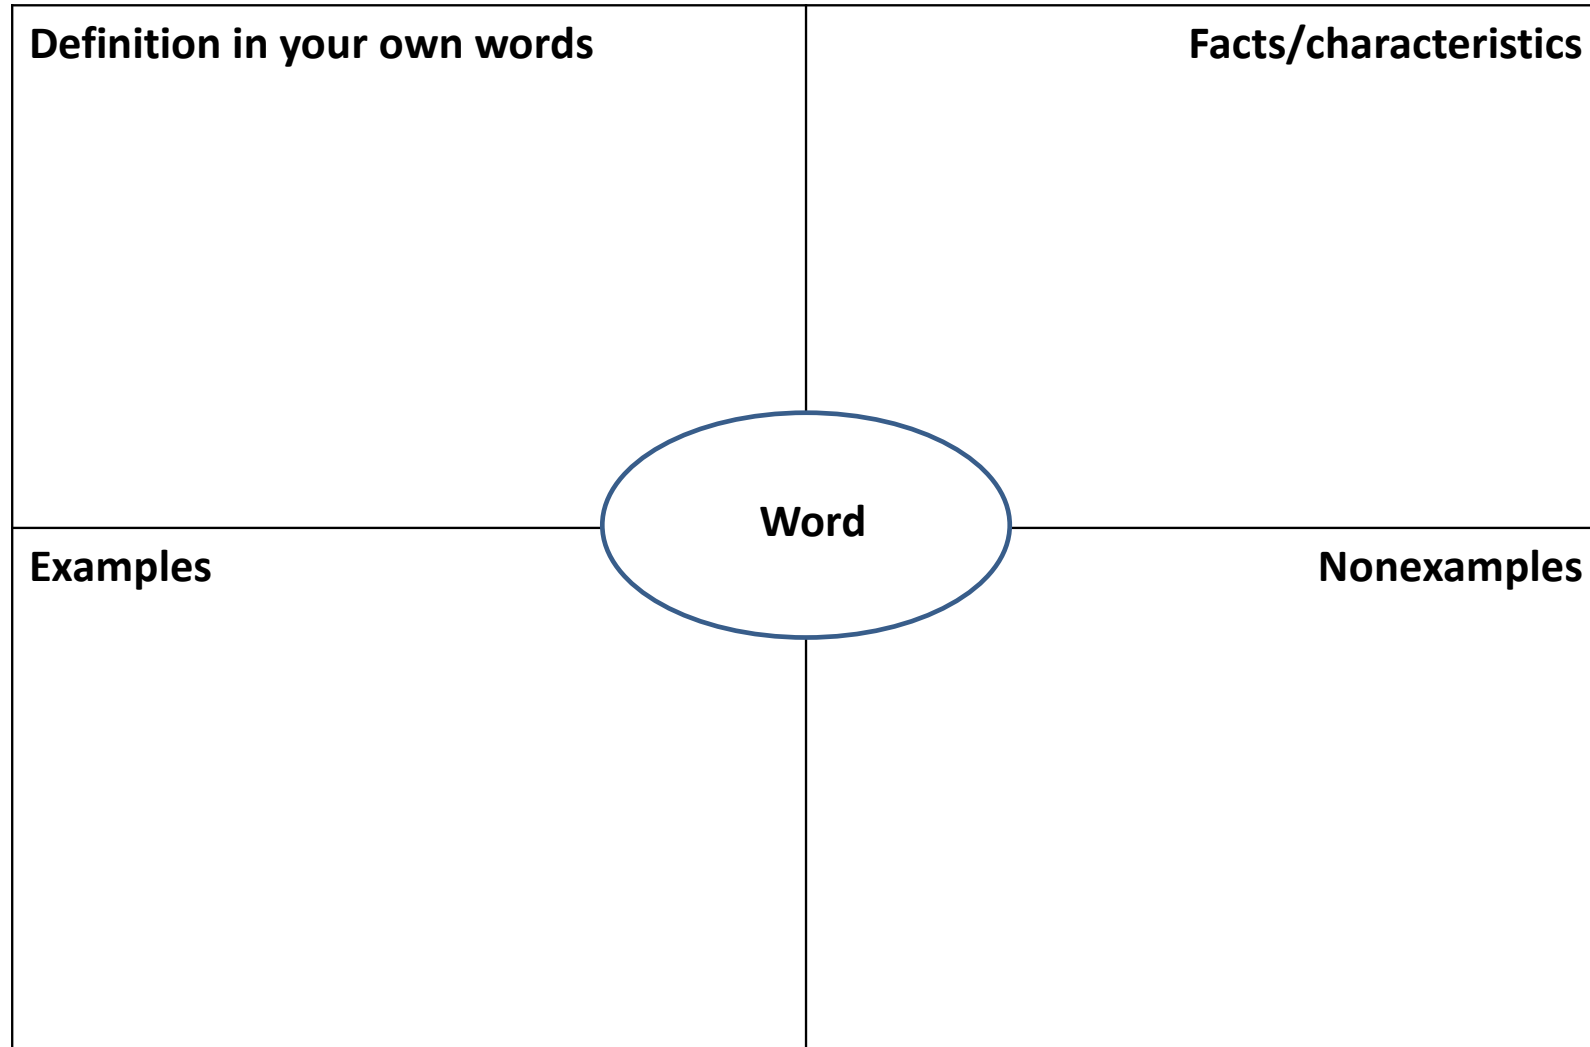 Definition in your own words
Facts/characteristics
Word
Examples
Nonexamples